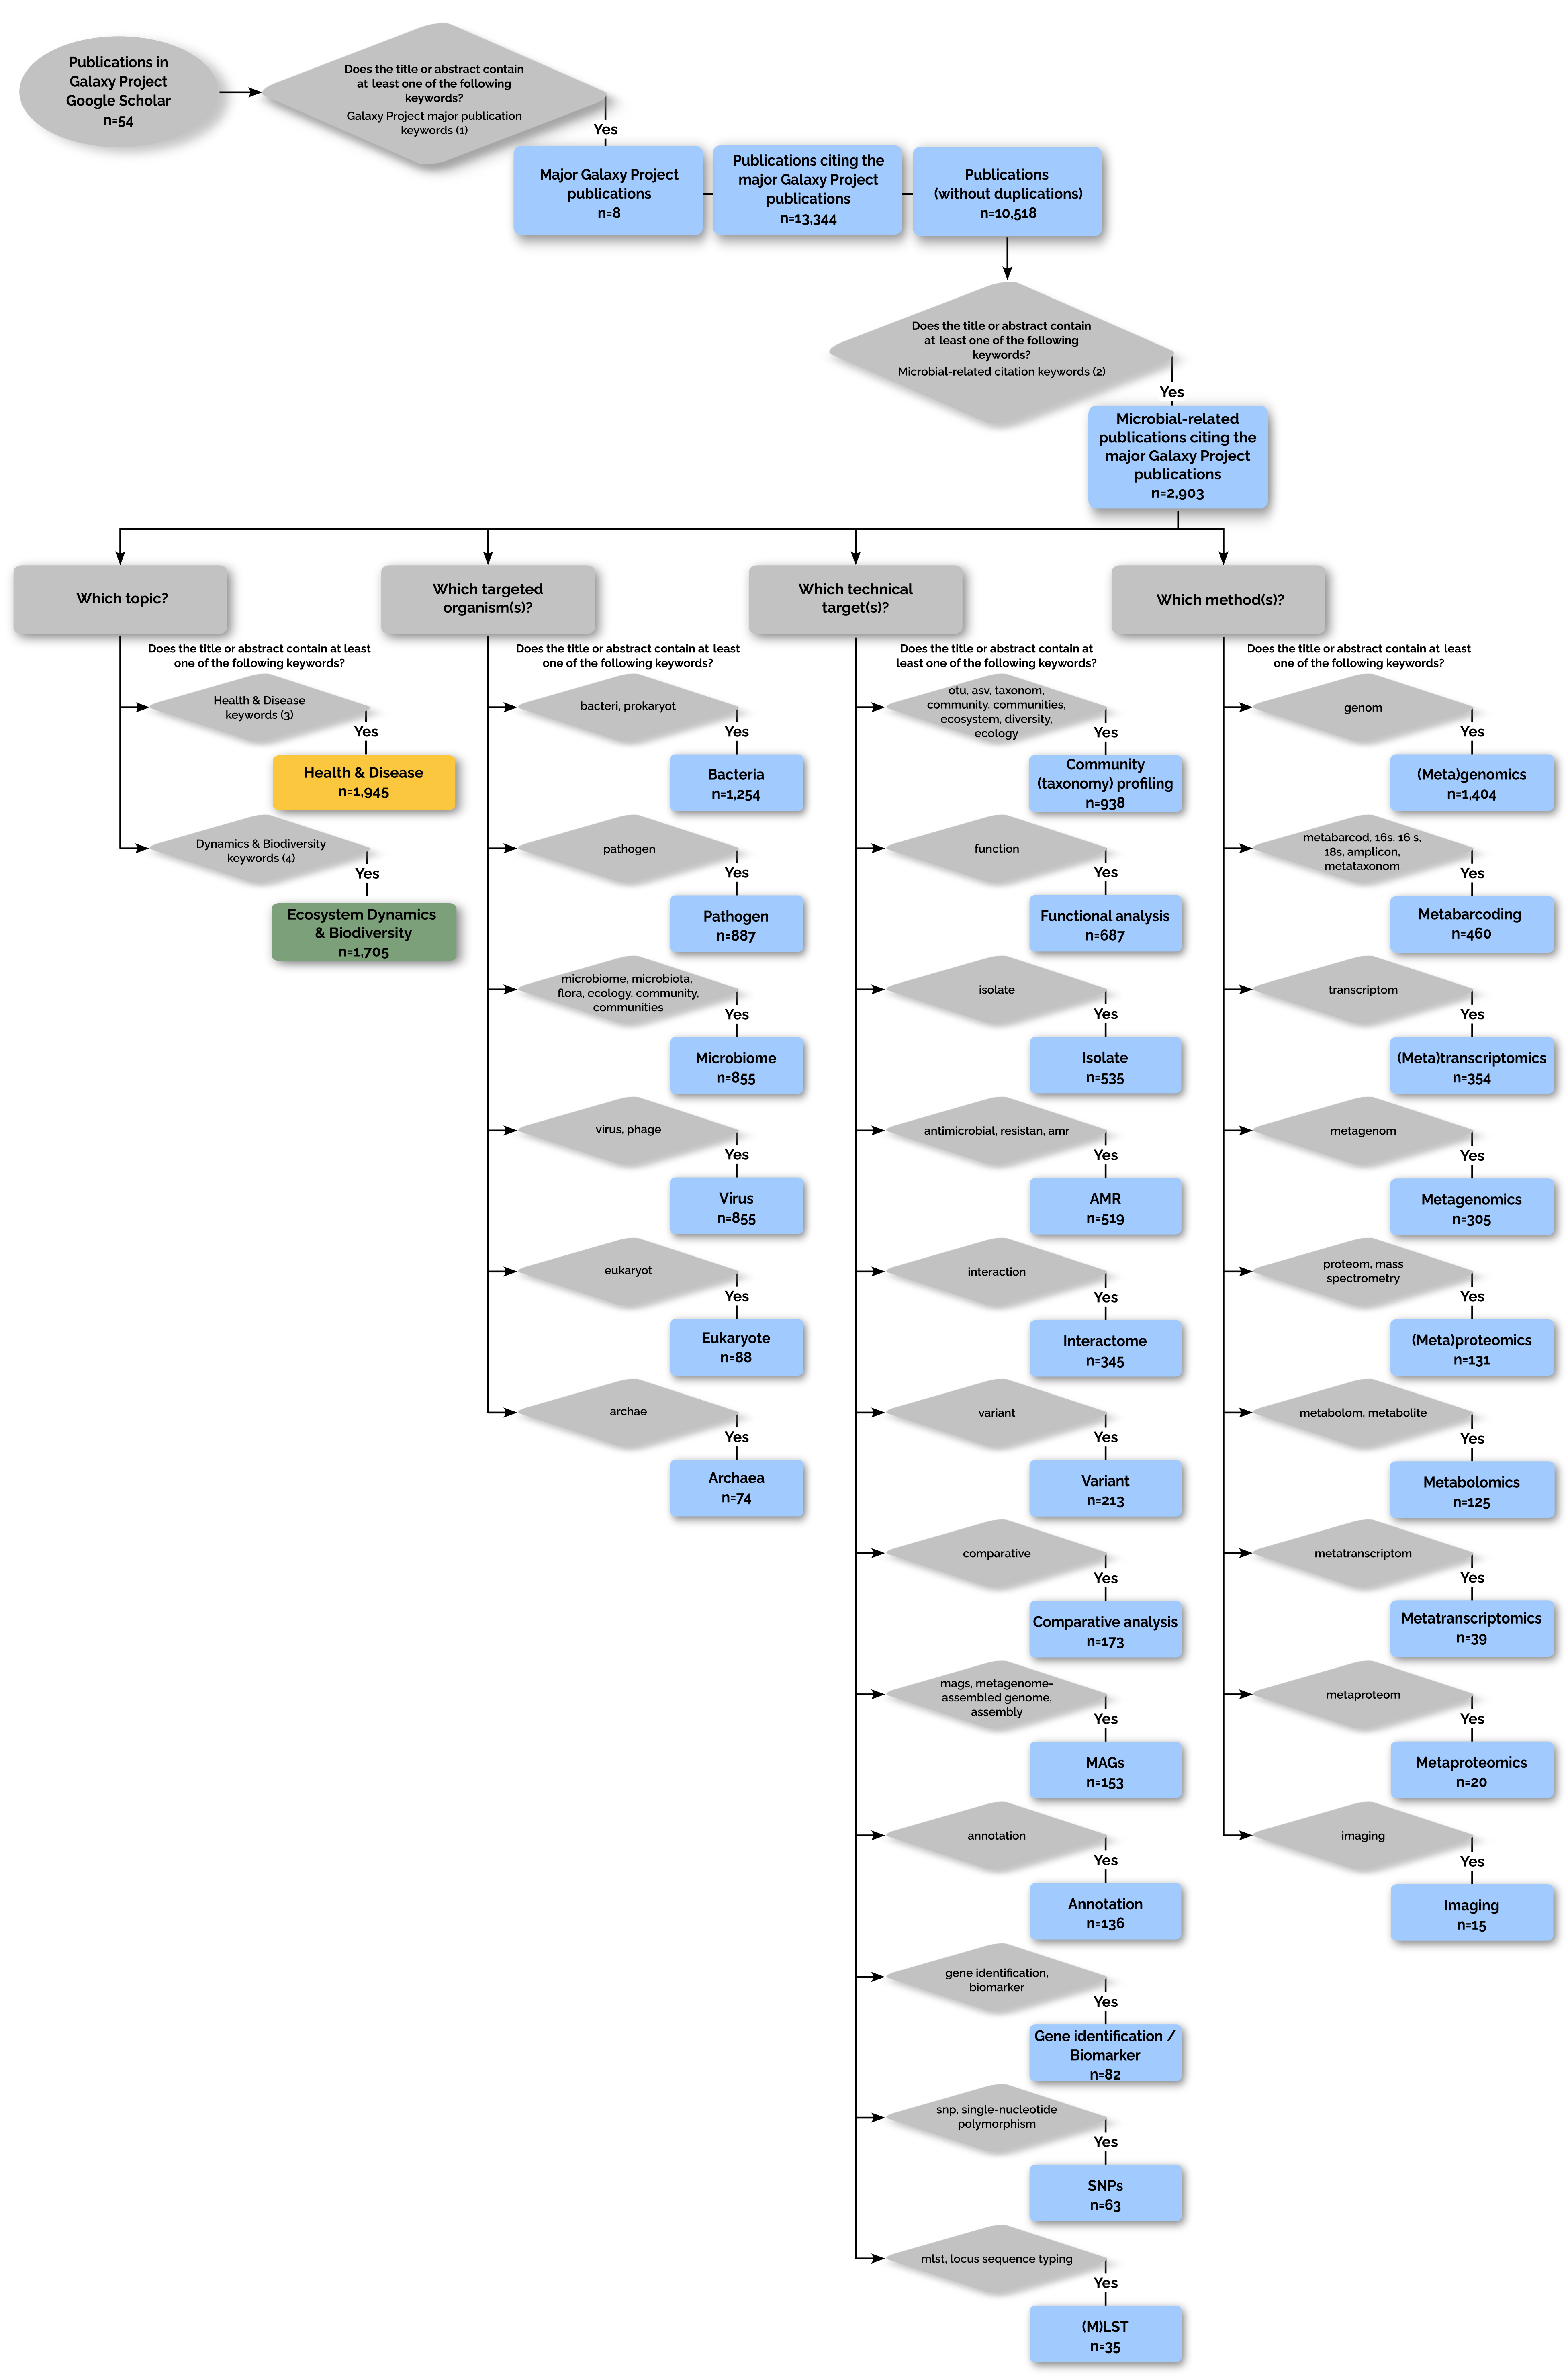 Publications in
Galaxy Project
Google Scholar
n=54
Does the title or abstract contain
at least one of the following
keywords?
Galaxy Project major publication
keywords (1)
Yes
Major Galaxy Project
publications
n=8
Publications citing the
major Galaxy Project
publications
n=13,344
Publications
(without duplications)
n=10,518
Does the title or abstract contain
at least one of the following
keywords?
Microbial-related citation keywords (2)
Yes
Microbial-related
publications citing the
major Galaxy Project
publications
n=2,903
Which topic?
Does the title or abstract contain at least
one of the following keywords?
Health & Disease
keywords (3)
Yes
Health & Disease
n=1,945
Dynamics & Biodiversity
keywords (4)
Yes
Ecosystem Dynamics
& Biodiversity
n=1,705
Which targeted
organism(s)?
Does the title or abstract contain at least
one of the following keywords?
bacteri, prokaryot
Yes
Bacteria
n=1,254
pathogen
Yes
Pathogen
n=887
microbiome, microbiota,
flora, ecology, community,
communities
Yes
Microbiome
n=855
virus, phage
Yes
Virus
n=855
eukaryot
Yes
Eukaryote
n=88
archae
Yes
Archaea
n=74
Which technical
target(s)?
Does the title or abstract contain at
least one of the following keywords?
otu, asv, taxonom,
community, communities,
ecosystem, diversity,
ecology
Yes
Community
(taxonomy) profiling
n=938
function
Yes
Functional analysis
n=687
isolate
Yes
Isolate
n=535
antimicrobial, resistan, amr
Yes
AMR
n=519
interaction
Yes
Interactome
n=345
variant
Yes
Variant
n=213
comparative
Yes
Comparative analysis
n=173
mags, metagenome-
assembled genome,
assembly
Yes
MAGs
n=153
annotation
Yes
Annotation
n=136
gene identification,
biomarker
Yes
Gene identification /
Biomarker
n=82
snp, single-nucleotide
polymorphism
Yes
SNPs
n=63
mlst, locus sequence typing
Yes
(M)LST
n=35
Which method(s)?
Does the title or abstract contain at least
one of the following keywords?
genom
Yes
(Meta)genomics
n=1,404
metabarcod, 16s, 16 s,
18s, amplicon,
metataxonom
Yes
Metabarcoding
n=460
transcriptom
Yes
(Meta)transcriptomics
n=354
metagenom
Yes
Metagenomics
n=305
proteom, mass
spectrometry
Yes
(Meta)proteomics
n=131
metabolom, metabolite
Yes
Metabolomics
n=125
metatranscriptom
Yes
Metatranscriptomics
n=39
metaproteom
Yes
Metaproteomics
n=20
imaging
Yes
Imaging
n=15